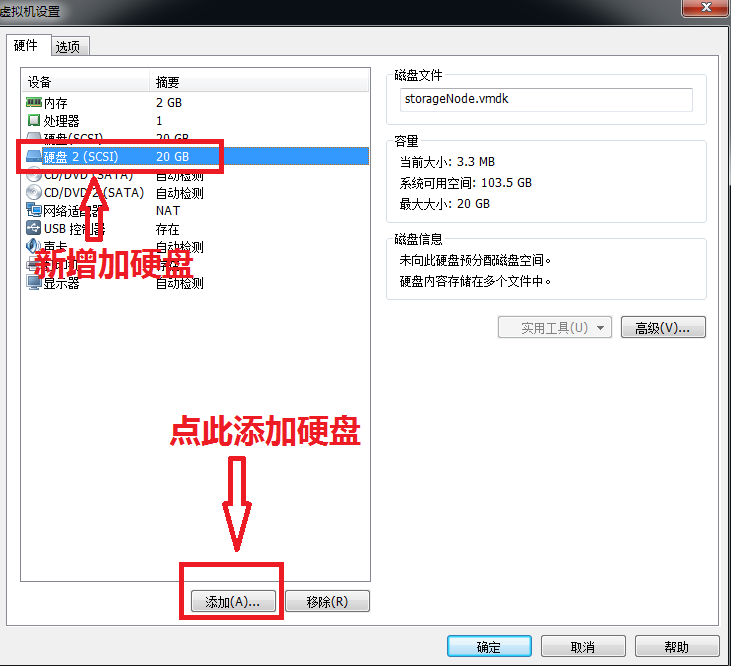 虚拟机设置
硬件
选项
设备 摘要
内存 2 GB
处理器 1
硬盘(SCSI) 20 GB
硬盘 2 (SCSI) 20 GB
CD/DVD (SATA) 自动检测
CD/DVD 2 (SATA) 自动检测
网络适配器 NAT
USB 控制器 存在
声卡 自动检测
新增加硬盘
显示器 自动检测
点此添加硬盘
添加(A)...
移除(R)
磁盘文件
storageNode.vmdk
容量
当前大小: 3.3 MB
系统可用空间: 103.5 GB
最大大小: 20 GB
磁盘信息
未向此硬盘预分配磁盘空间。
硬盘内容存储在多个文件中。
实用工具(U)
高级(V)...
确定
取消
帮助